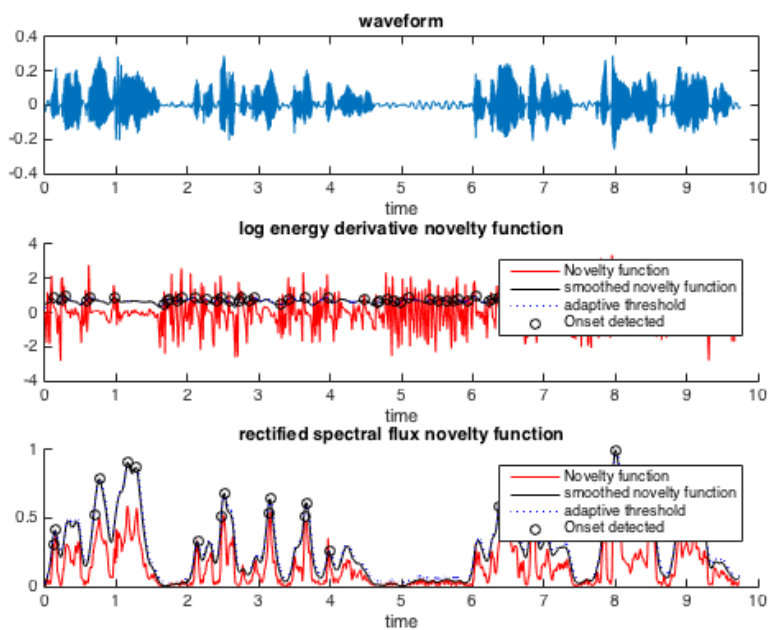 waveform
0.4
0.2
0
-0.2
-0.4
0 1 2 3 4 5 6 7 8 9 10
time
log energy derivative novelty function
4
2
0
-2
-4
Novelty function
smoothed novelty function
adaptive threshold
Onset detected
0 1 2 3 4 5 6 7 8 9 10
time
rectified spectral flux novelty function
1
0.5
0
Novelty function
smoothed novelty function
adaptive threshold
Onset detected
0 1 2 3 4 5 6 7 8 9 10
time